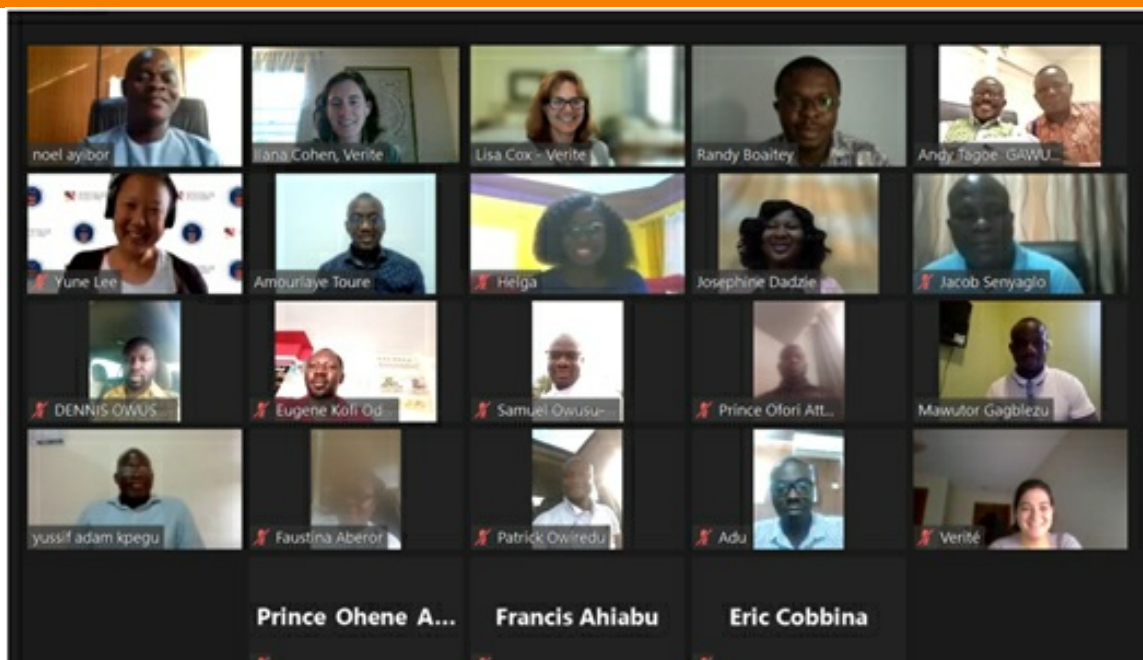 noel ayibor
Ilana Cohen, Verite
Lisa Cox - Verite
Randy Boaitey
Andy Tagoe GAWU...
Yune Lee
Amouriaye Toure
Helga
Josephine Dadzie
Jacob Senyaglo
DENNIS OWUS...
Eugene Kofi Od
Samuel Owusu-
Prince Ofori Att...
Mawutor Gagblezu
yussif adam kpegu
Faustina Aberor
Patrick Owiredu
Adu
Verité
Prince Ohene A...
Francis Ahiabu
Eric Cobbina